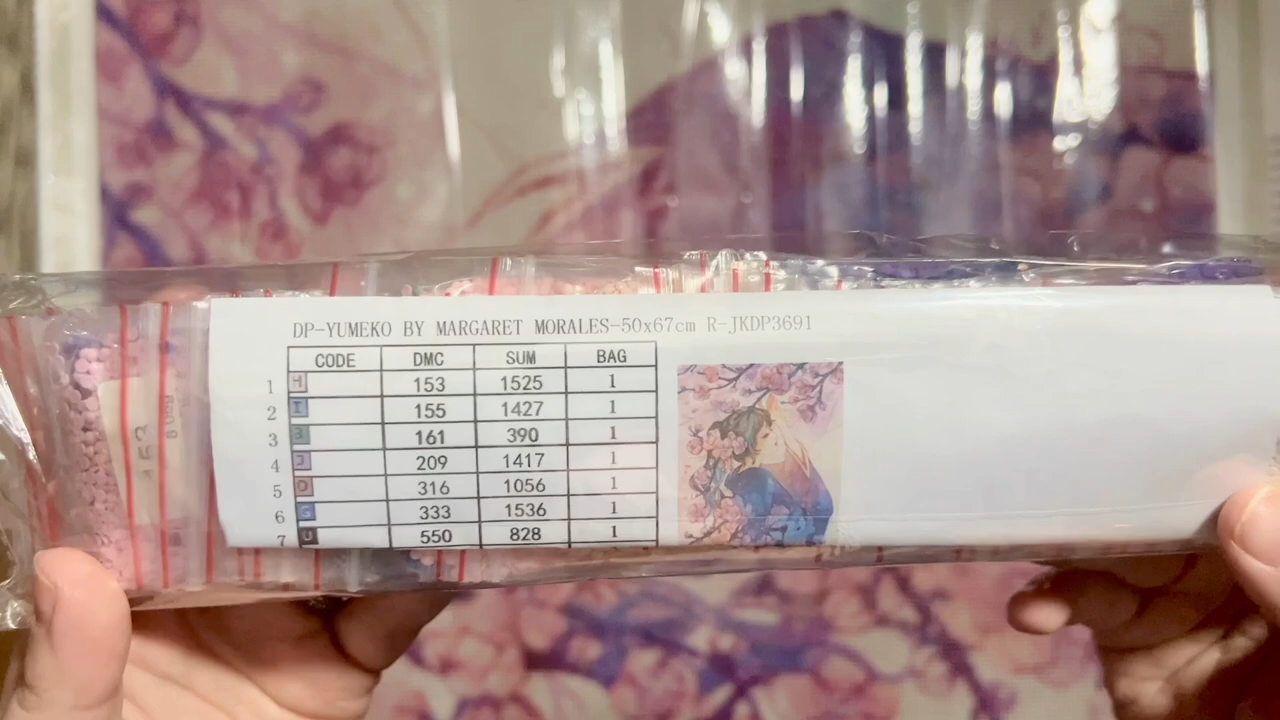 DP-YUMEKO BY MARGARET MORALES-50x67cm R-JKDP3691
CODE DMC SUM BAG
1 H 153 1525 1
2 I 155 1427 1
3 3 161 390 1
4 J 209 1417 1
5 O 316 1056 1
6 G 333 1536 1
7 U 550 828 1
153